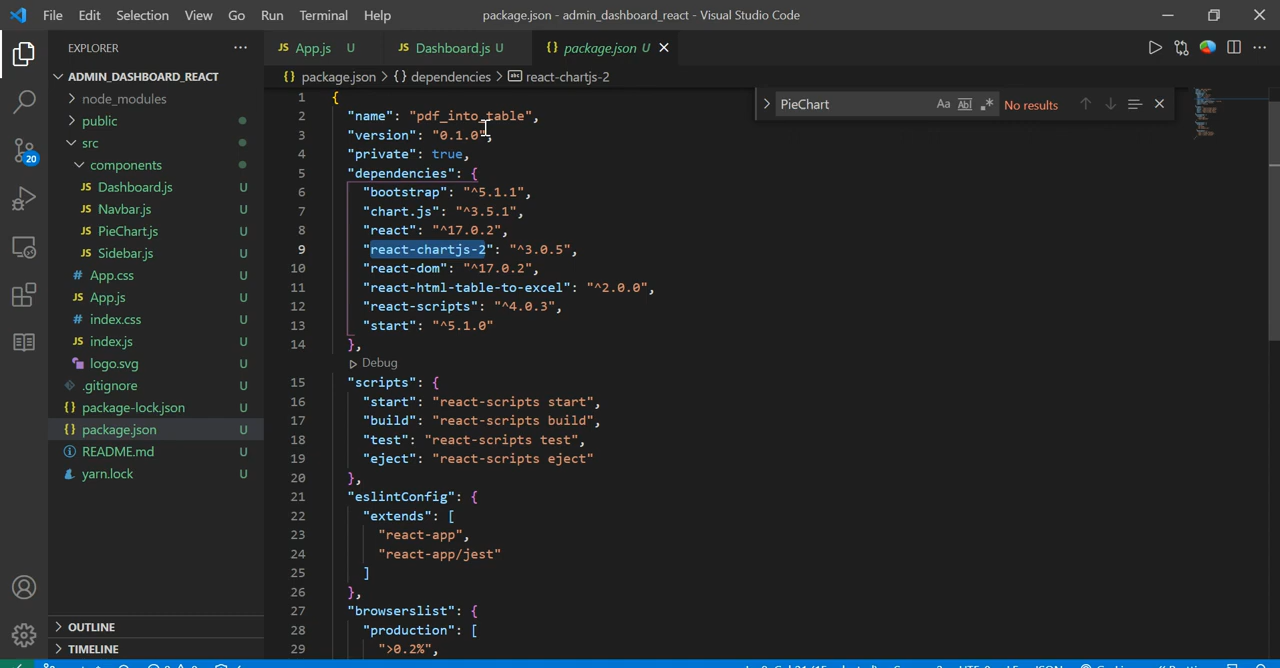 File Edit Selection View Go Run Terminal Help package.json - admin_dashboard_react - Visual Studio Code
EXPLORER
ADMIN_DASHBOARD_REACT
node_modules
public
src
components
Dashboard.js U
Navbar.js U
PieChart.js U
Sidebar.js U
# App.css U
JS App.js U
# index.css U
JS index.js U
logo.svg U
.gitignore U
{} package-lock.json U
{} package.json U
README.md U
yarn.lock U
OUTLINE
TIMELINE
20
JS App.js U JS Dashboard.js U {} package.json U
{} package.json > {} dependencies > abc react-chartjs-2
PieChart Aa Abl .* No results
1 {
2 "name": "pdf_into_table",
3 "version": "0.1.0",
4 "private": true,
5 "dependencies": {
6 "bootstrap": "^5.1.1",
7 "chart.js": "^3.5.1",
8 "react": "^17.0.2",
9 "react-chartjs-2": "^3.0.5",
10 "react-dom": "^17.0.2",
11 "react-html-table-to-excel": "^2.0.0",
12 "react-scripts": "^4.0.3",
13 "start": "^5.1.0"
14 },
Debug
15 "scripts": {
16 "start": "react-scripts start",
17 "build": "react-scripts build",
18 "test": "react-scripts test",
19 "eject": "react-scripts eject"
20 },
21 "eslintConfig": {
22 "extends": [
23 "react-app",
24 "react-app/jest"
25 ]
26 },
27 "browserslist": {
28 "production": [
29 ">0.2%",